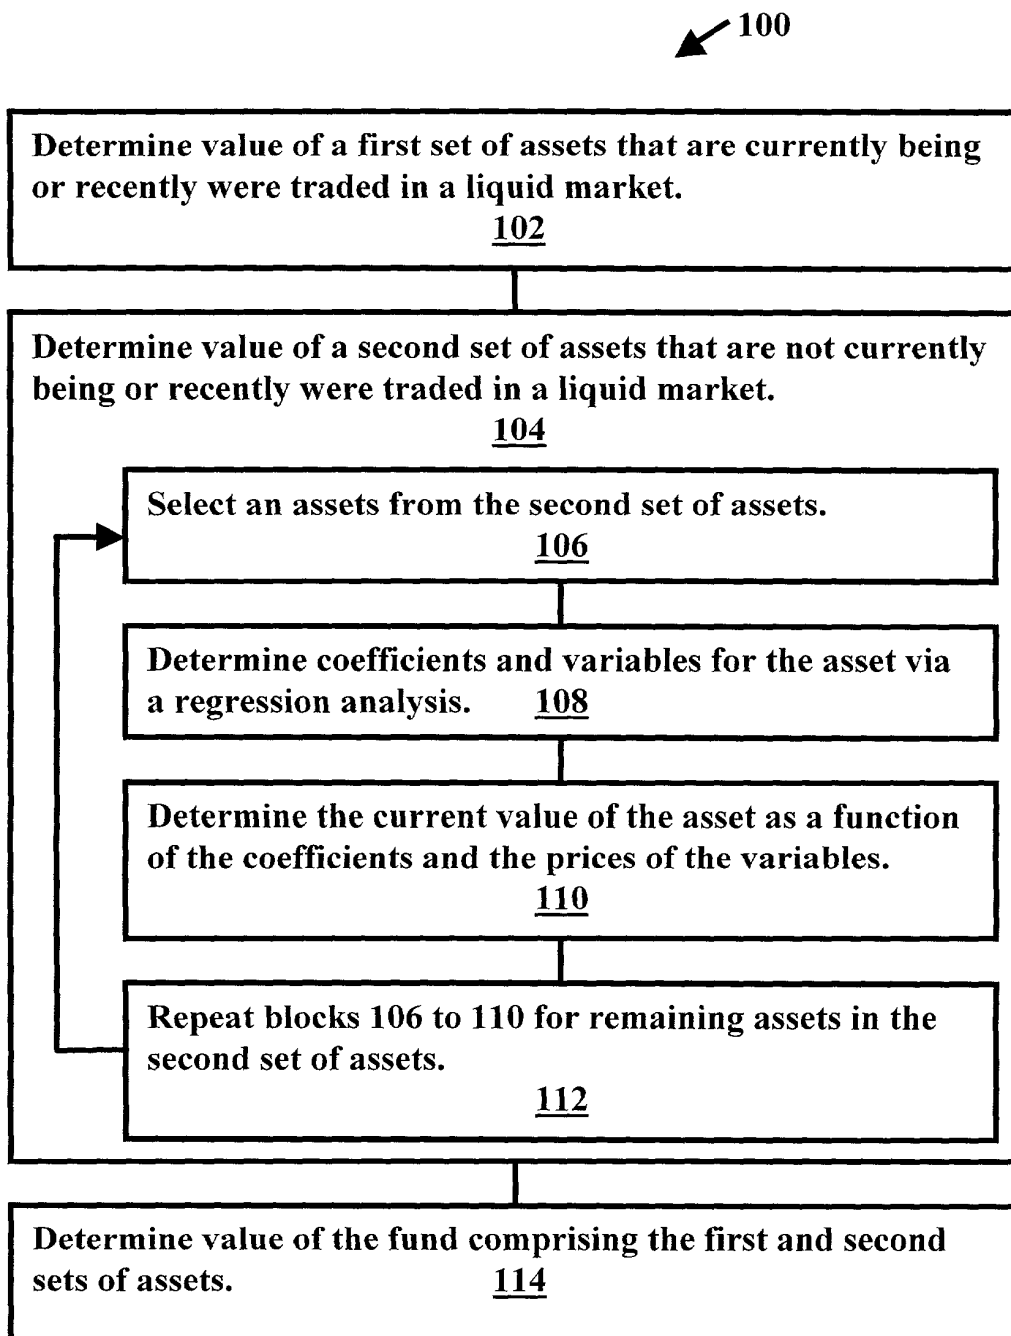 100
Determine value of a first set of assets that are currently being
or recently were traded in a liquid market.
102
Determine value of a second set of assets that are not currently
being or recently were traded in a liquid market.
104
Select an assets from the second set of assets.
106
Determine coefficients and variables for the asset via
a regression analysis. 108
Determine the current value of the asset as a function
of the coefficients and the prices of the variables.
110
Repeat blocks 106 to 110 for remaining assets in the
second set of assets.
112
Determine value of the fund comprising the first and second
sets of assets. 114